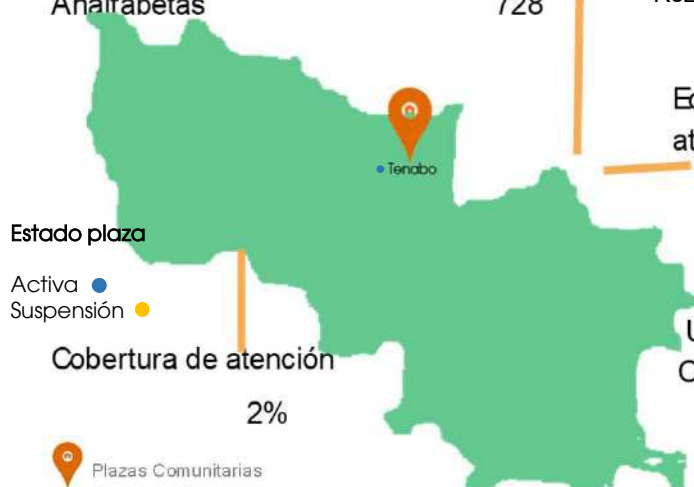 Analfabetas 728
Tenabo
Estado plaza
Activa
Suspensión
Cobertura de atención
2%
Plazas Comunitarias